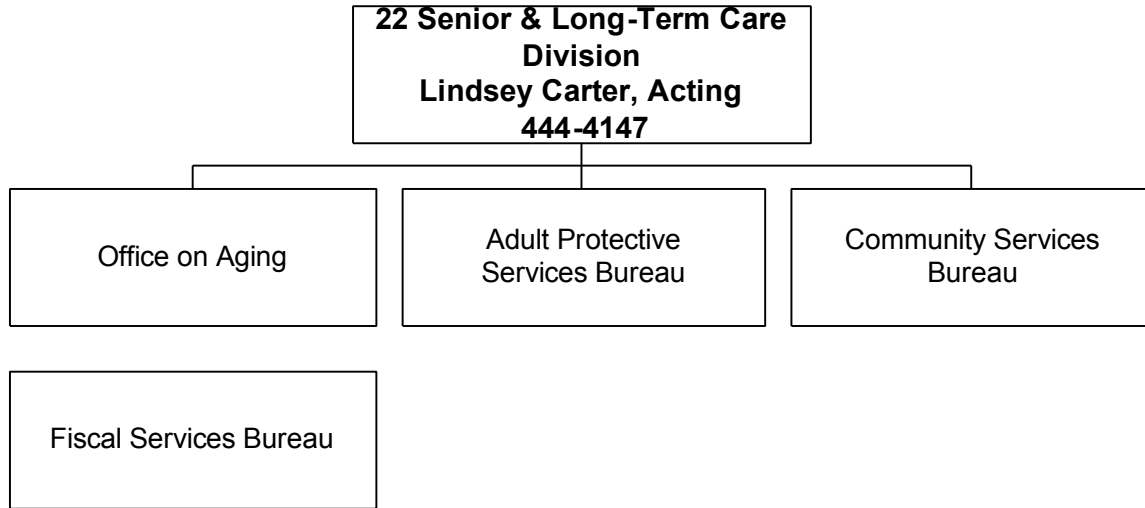 22 Senior & Long-Term Care
Division
Lindsey Carter, Acting
444-4147
Office on Aging
Adult Protective
Services Bureau
Community Services
Bureau
Fiscal Services Bureau